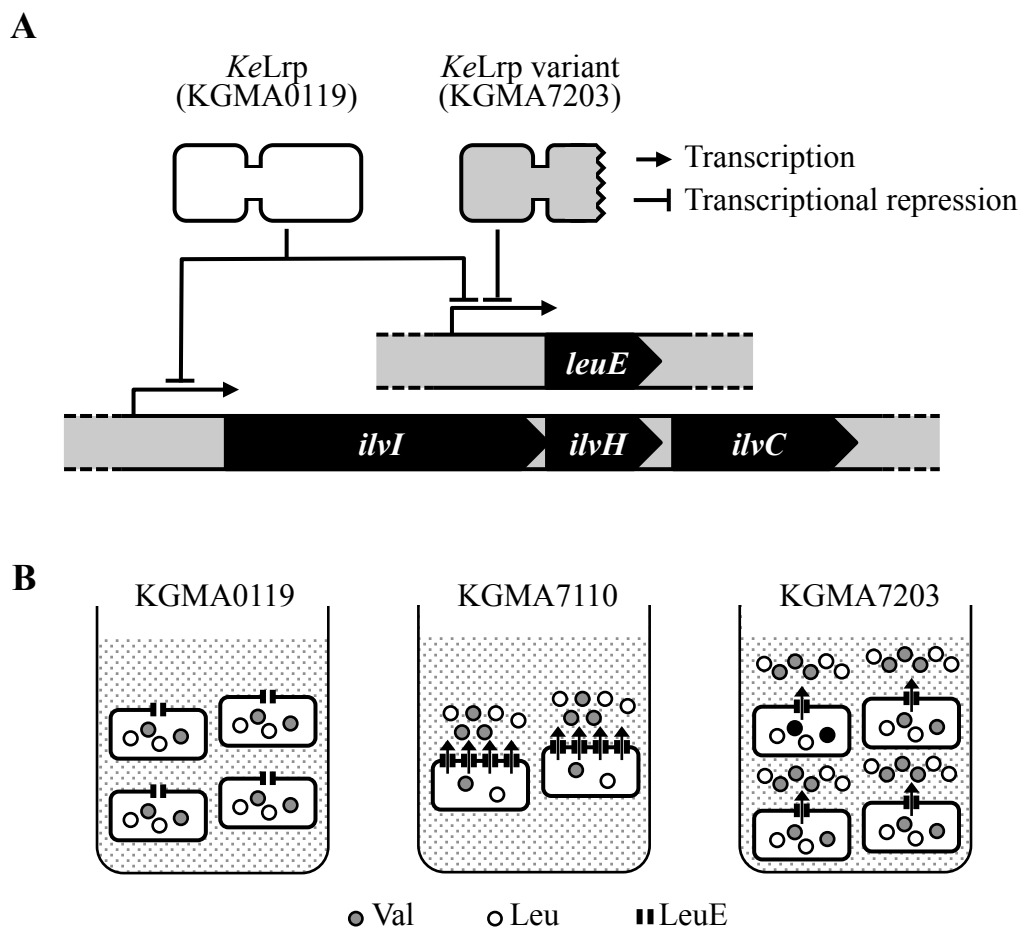 A
KeLrp
(KGMA0119)
KeLrp variant
(KGMA7203)
Transcription
Transcriptional repression
leuE
ilvI
ilvH
ilvC
B
KGMA0119
KGMA7110
KGMA7203
Val
Leu
LeuE